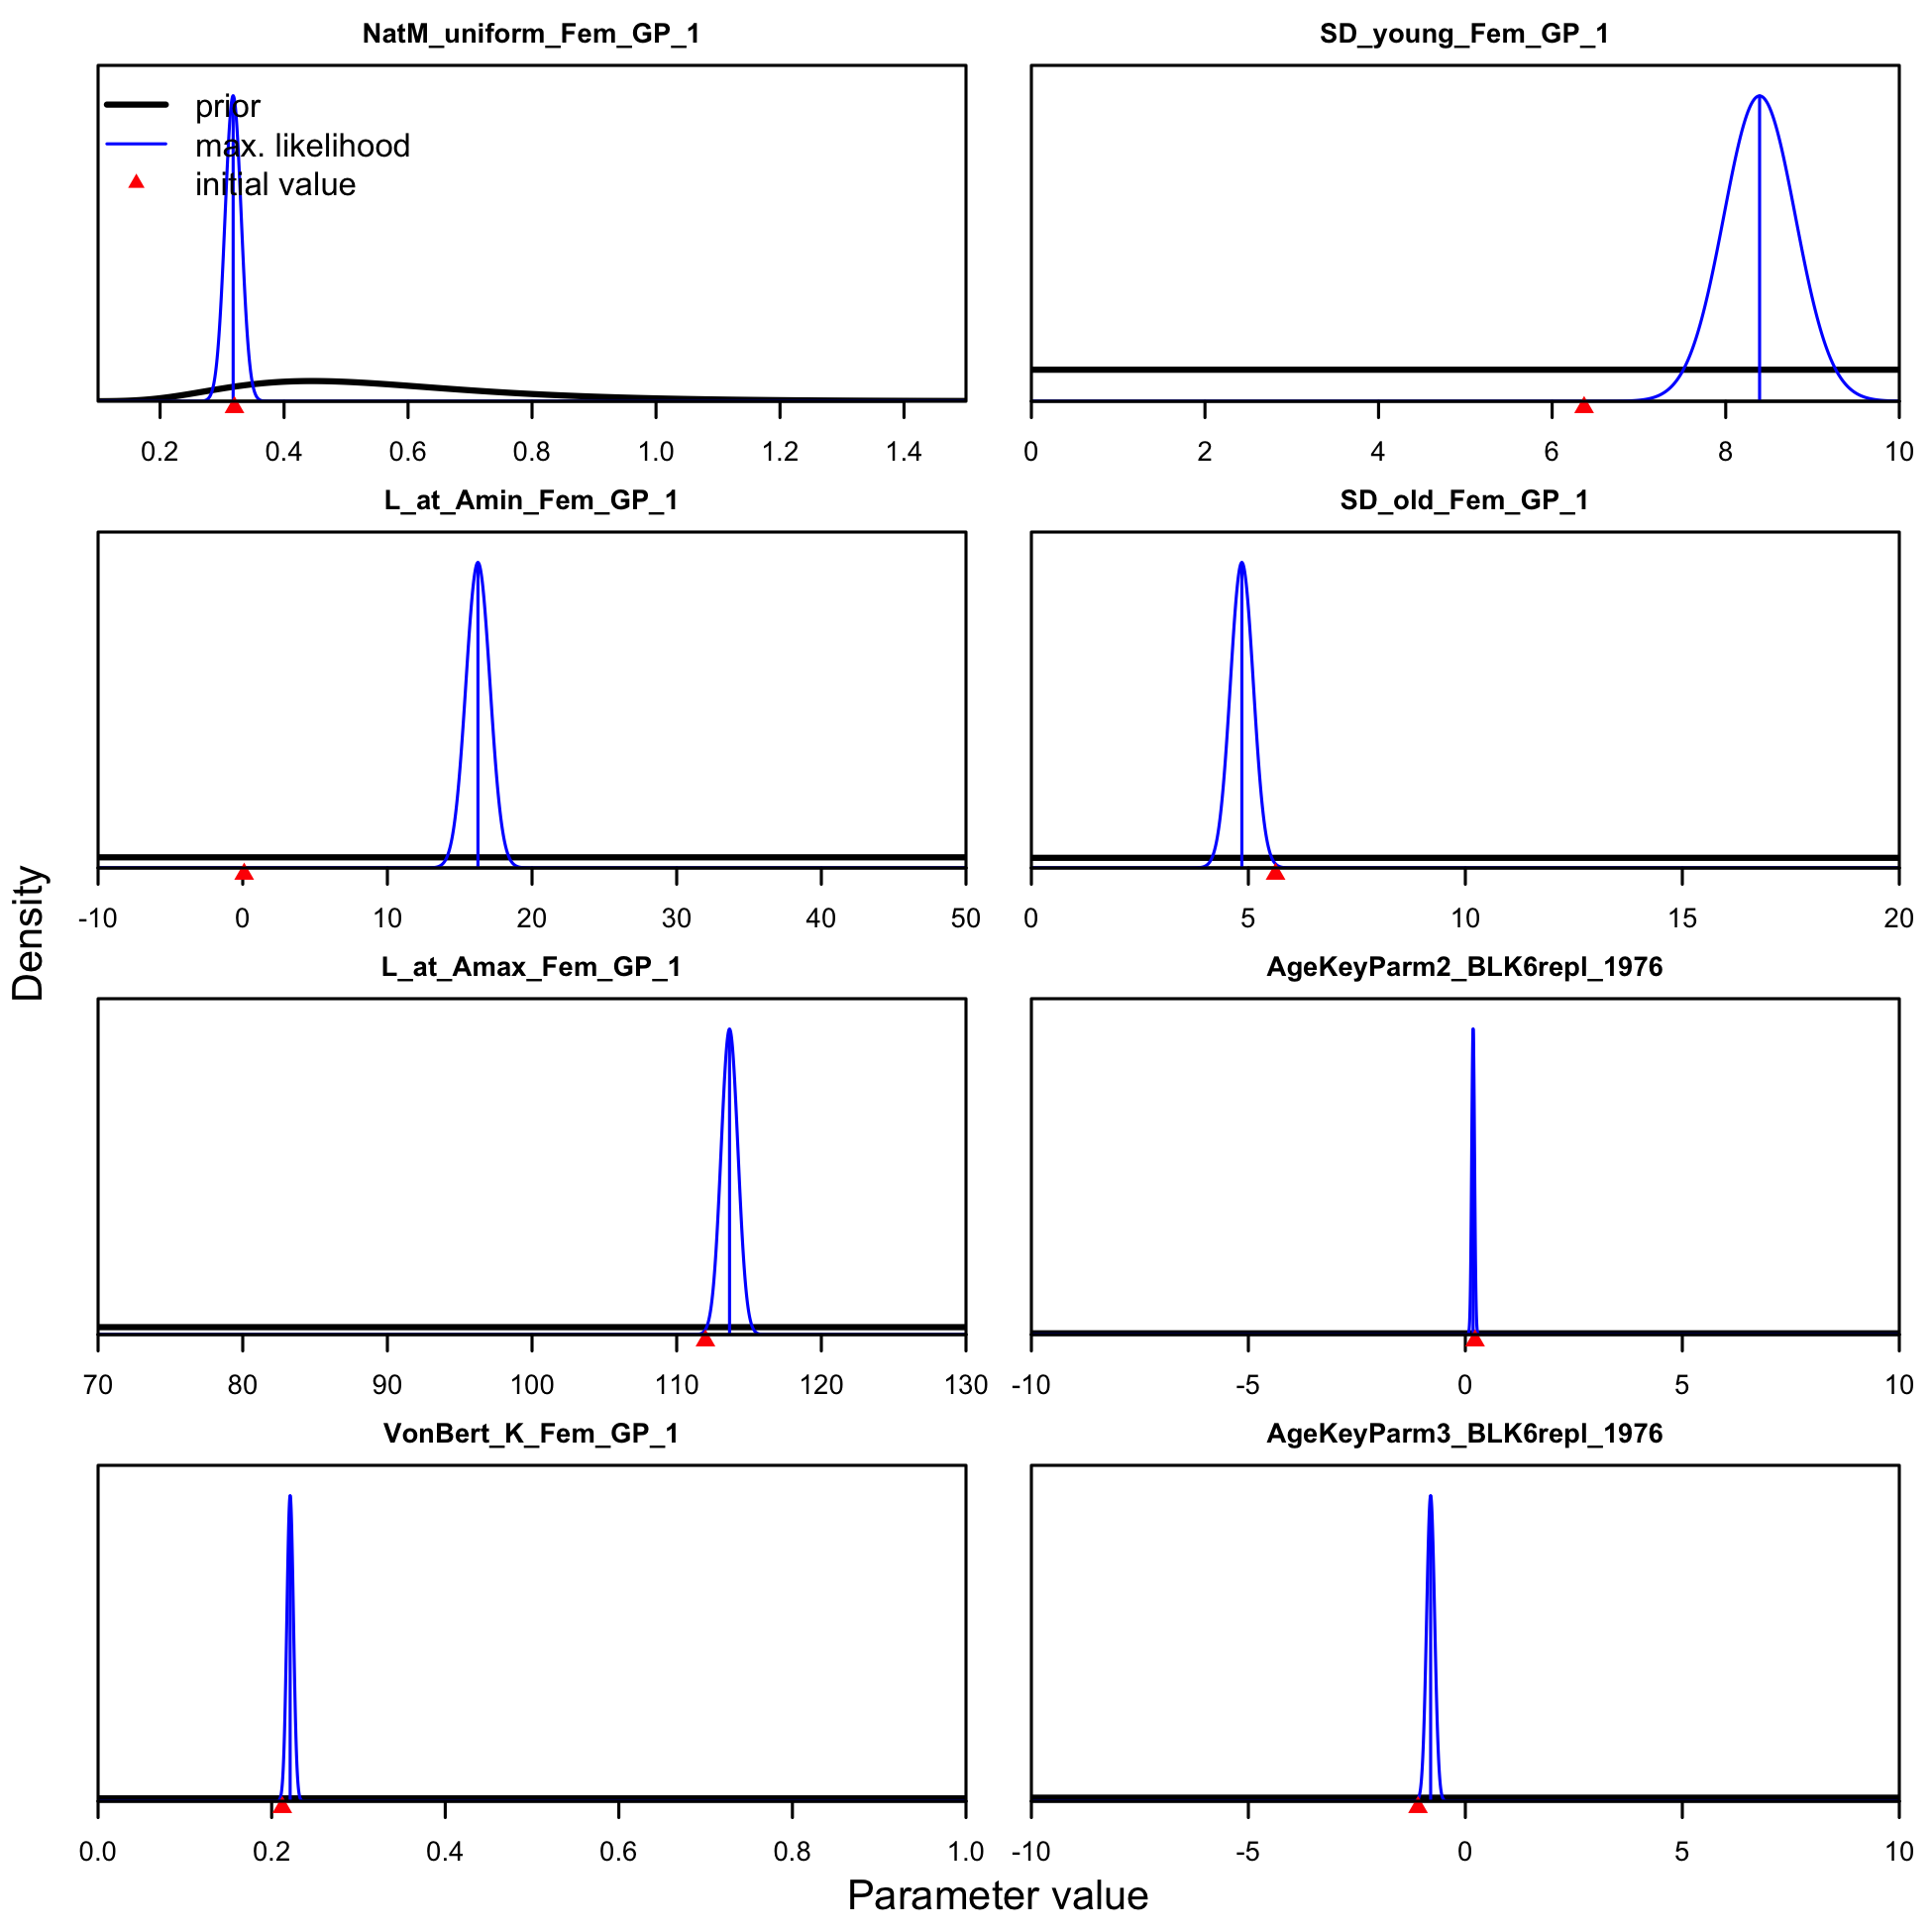 NatM_uniform_Fem_GP_1
prior
max. likelihood
initial value
0.2 0.4 0.6 0.8 1.0 1.2 1.4
SD_young_Fem_GP_1
0 2 4 6 8 10
L_at_Amin_Fem_GP_1
-10 0 10 20 30 40 50
SD_old_Fem_GP_1
0 5 10 15 20
L_at_Amax_Fem_GP_1
70 80 90 100 110 120 130
AgeKeyParm2_BLK6repl_1976
-10 -5 0 5 10
VonBert_K_Fem_GP_1
0.0 0.2 0.4 0.6 0.8 1.0
AgeKeyParm3_BLK6repl_1976
-10 -5 0 5 10
Density
Parameter value